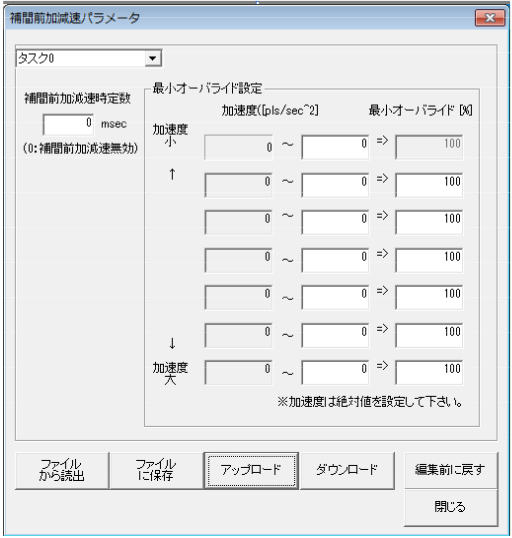 補間前加減速パラメータ
タスク0
補間前加減速時定数
0 msec
(0:補間前加減速無効)
最小オーバライド設定
加速度([pls/sec^2] 最小オーバライド [%]
加速度
小
0 ～ 0 => 100
↑
0 ～ 0 => 100
0 ～ 0 => 100
0 ～ 0 => 100
0 ～ 0 => 100
↓
0 ～ 0 => 100
加速度
大
0 ～ 0 => 100
※加速度は絶対値を設定して下さい。
ファイル
から読出
ファイル
に保存
アップロード
ダウンロード
編集前に戻す
閉じる